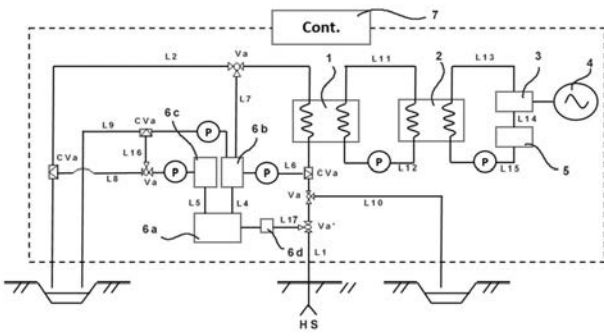 Cont.
7
L2
Va
1
L11
2
L13
3
4
L7
L9
CVa
P
6c
6b
L14
CVa
L16
P
L12
P
L15
5
L8
Va
P
P
L6
CVa
L5
L4
Va
L10
6a
L17
Va'
6d
L1
HS